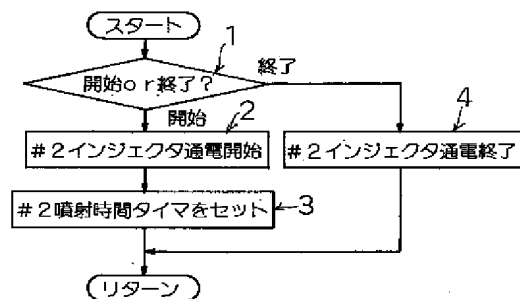 スタート
1
開始or終了？
終了
開始
2
4
#2インジェクタ通電開始
#2インジェクタ通電終了
#2噴射時間タイマをセット
3
リターン